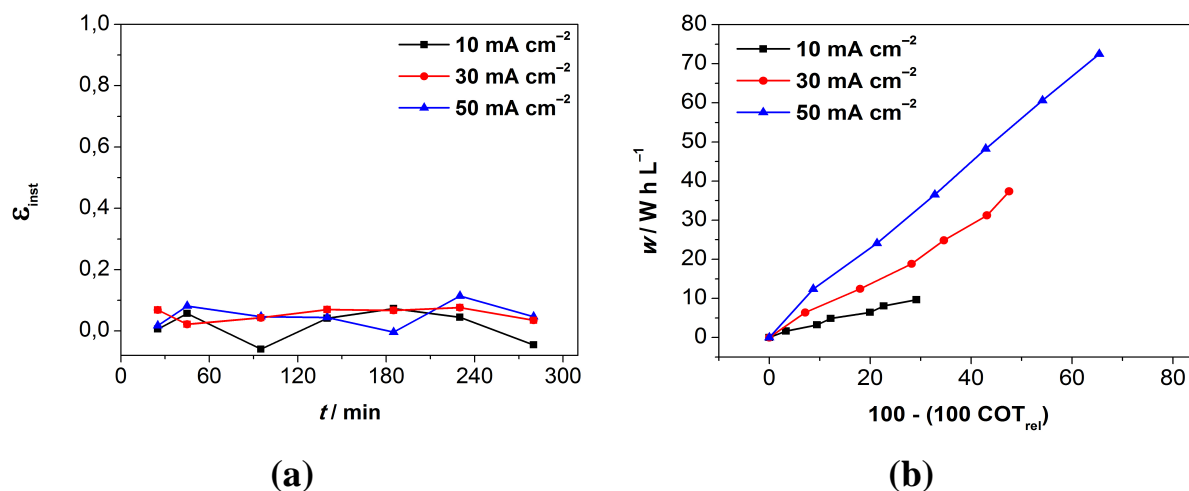 1,0
0,8
0,6
0,4
0,2
0,0
ε_inst
10 mA cm⁻²
30 mA cm⁻²
50 mA cm⁻²
0 60 120 180 240 300
t / min
(a)
80
70
60
50
40
30
20
10
0
w / W h L⁻¹
10 mA cm⁻²
30 mA cm⁻²
50 mA cm⁻²
0 20 40 60 80
100 - (100 COT_rel)
(b)